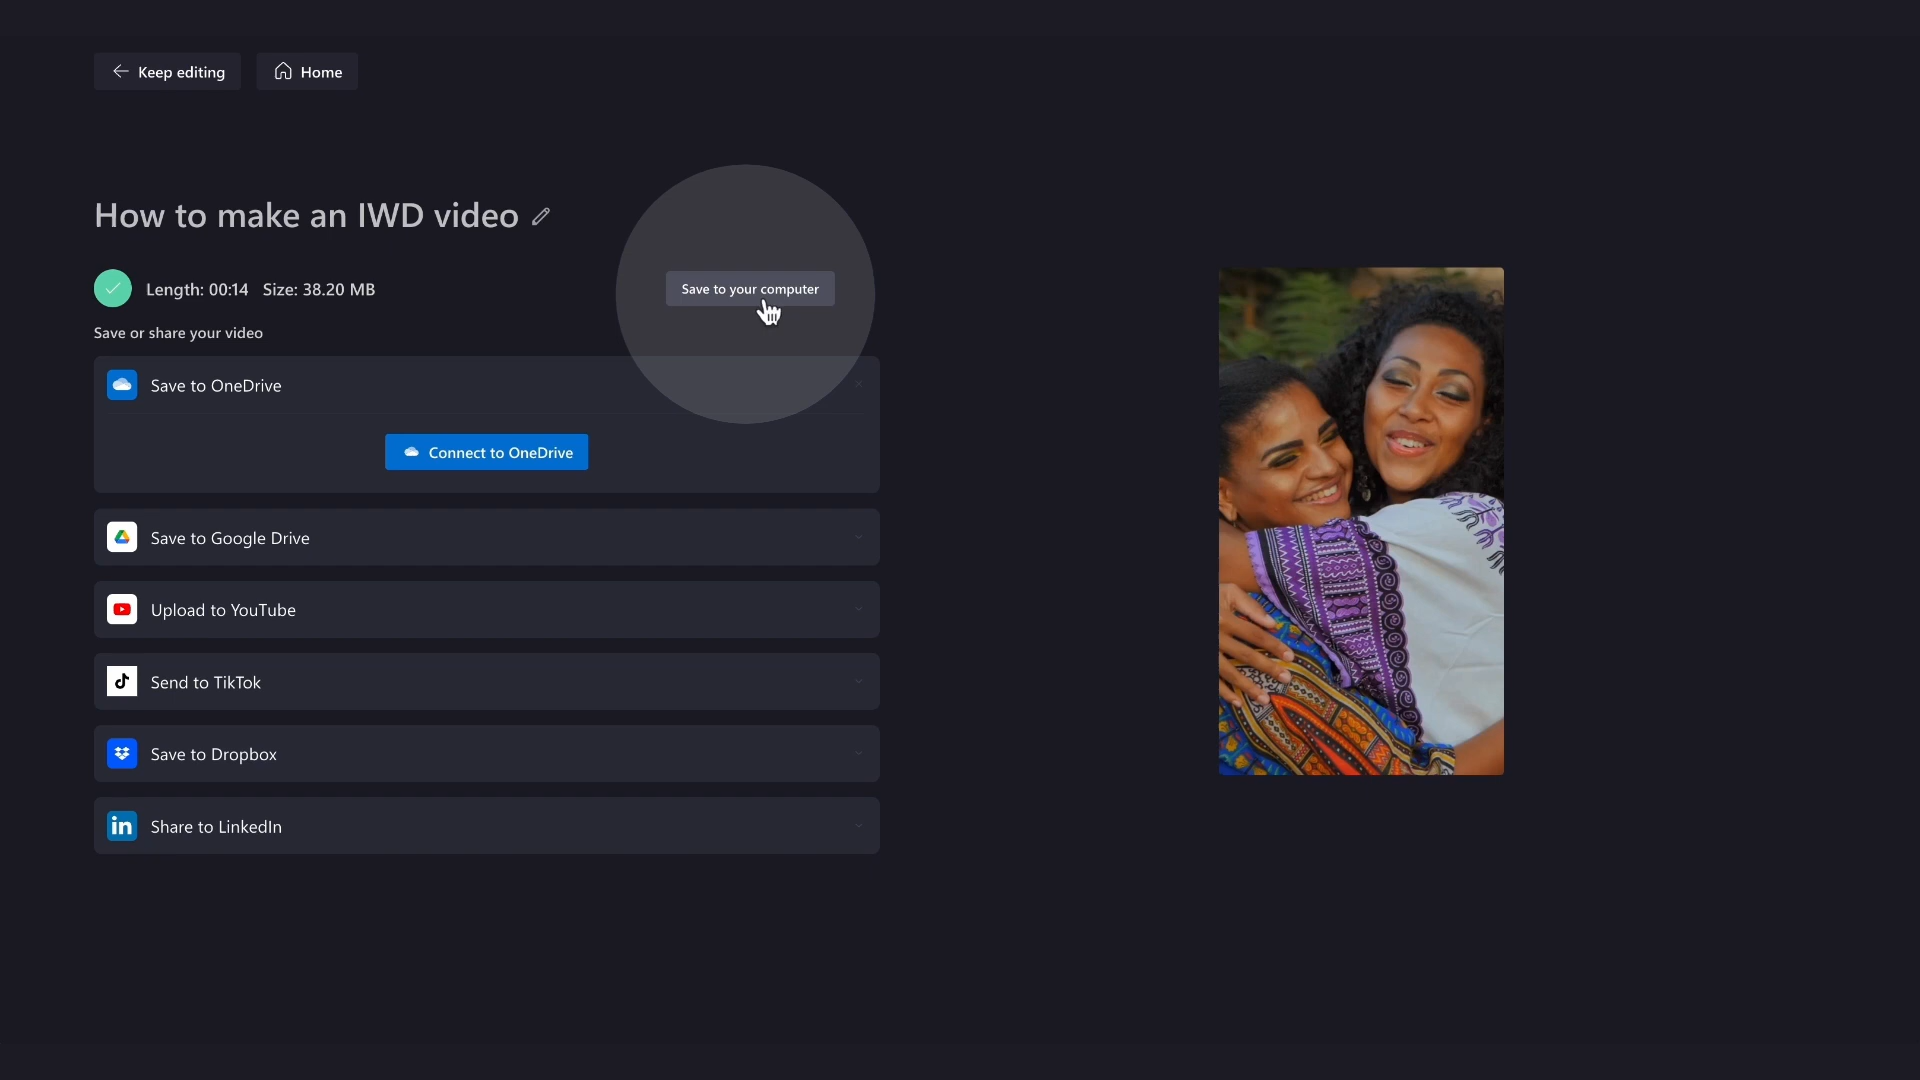 Keep editing
Home
How to make an IWD video
Length: 00:14 Size: 38.20 MB
Save to your computer
Save or share your video
Save to OneDrive
Connect to OneDrive
Save to Google Drive
Upload to YouTube
Send to TikTok
Save to Dropbox
in Share to LinkedIn